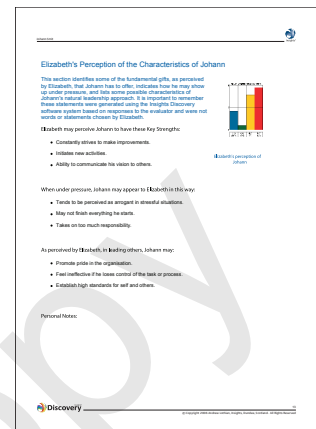 Elizabeth's Perception of the Characteristics of Johann
This section identifies some of the fundamental gifts, as perceived
by Elizabeth, that Johann has to offer, indicates how he may show
up under pressure, and lists some possible characteristics of
Johann's natural leadership approach. It is important to remember
these statements were generated using the Insights Discovery
software system based on responses to the evaluator and were not
words or statements chosen by Elizabeth.
Elizabeth may perceive Johann to have these Key Strengths:
• Constantly strives to make improvements.
• Initiates new activities.
• Ability to communicate his vision to others.
Elizabeth's perception of
Johann
When under pressure, Johann may appear to Elizabeth in this way:
• Tends to be perceived as arrogant in stressful situations.
• May not finish everything he starts.
• Takes on too much responsibility.
As perceived by Elizabeth, in leading others, Johann may:
• Promote pride in the organisation.
• Feel ineffective if he loses control of the task or process.
• Establish high standards for self and others.
Personal Notes:
Discovery